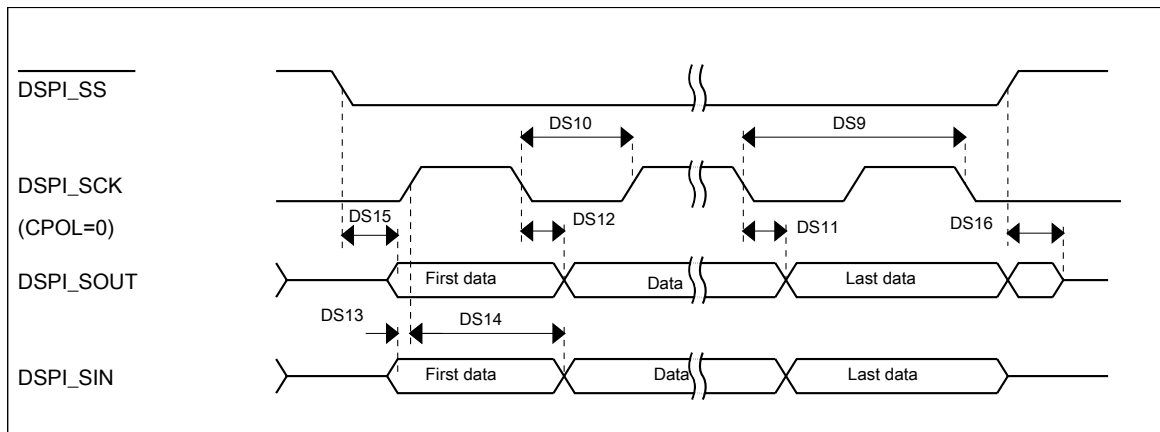 DSPI_SS
DS10
DS9
DSPI_SCK
(CPOL=0)
DS15
DS12
DS11
DS16
DSPI_SOUT
First data
Data
Last data
DS13
DS14
DSPI_SIN
First data
Data
Last data